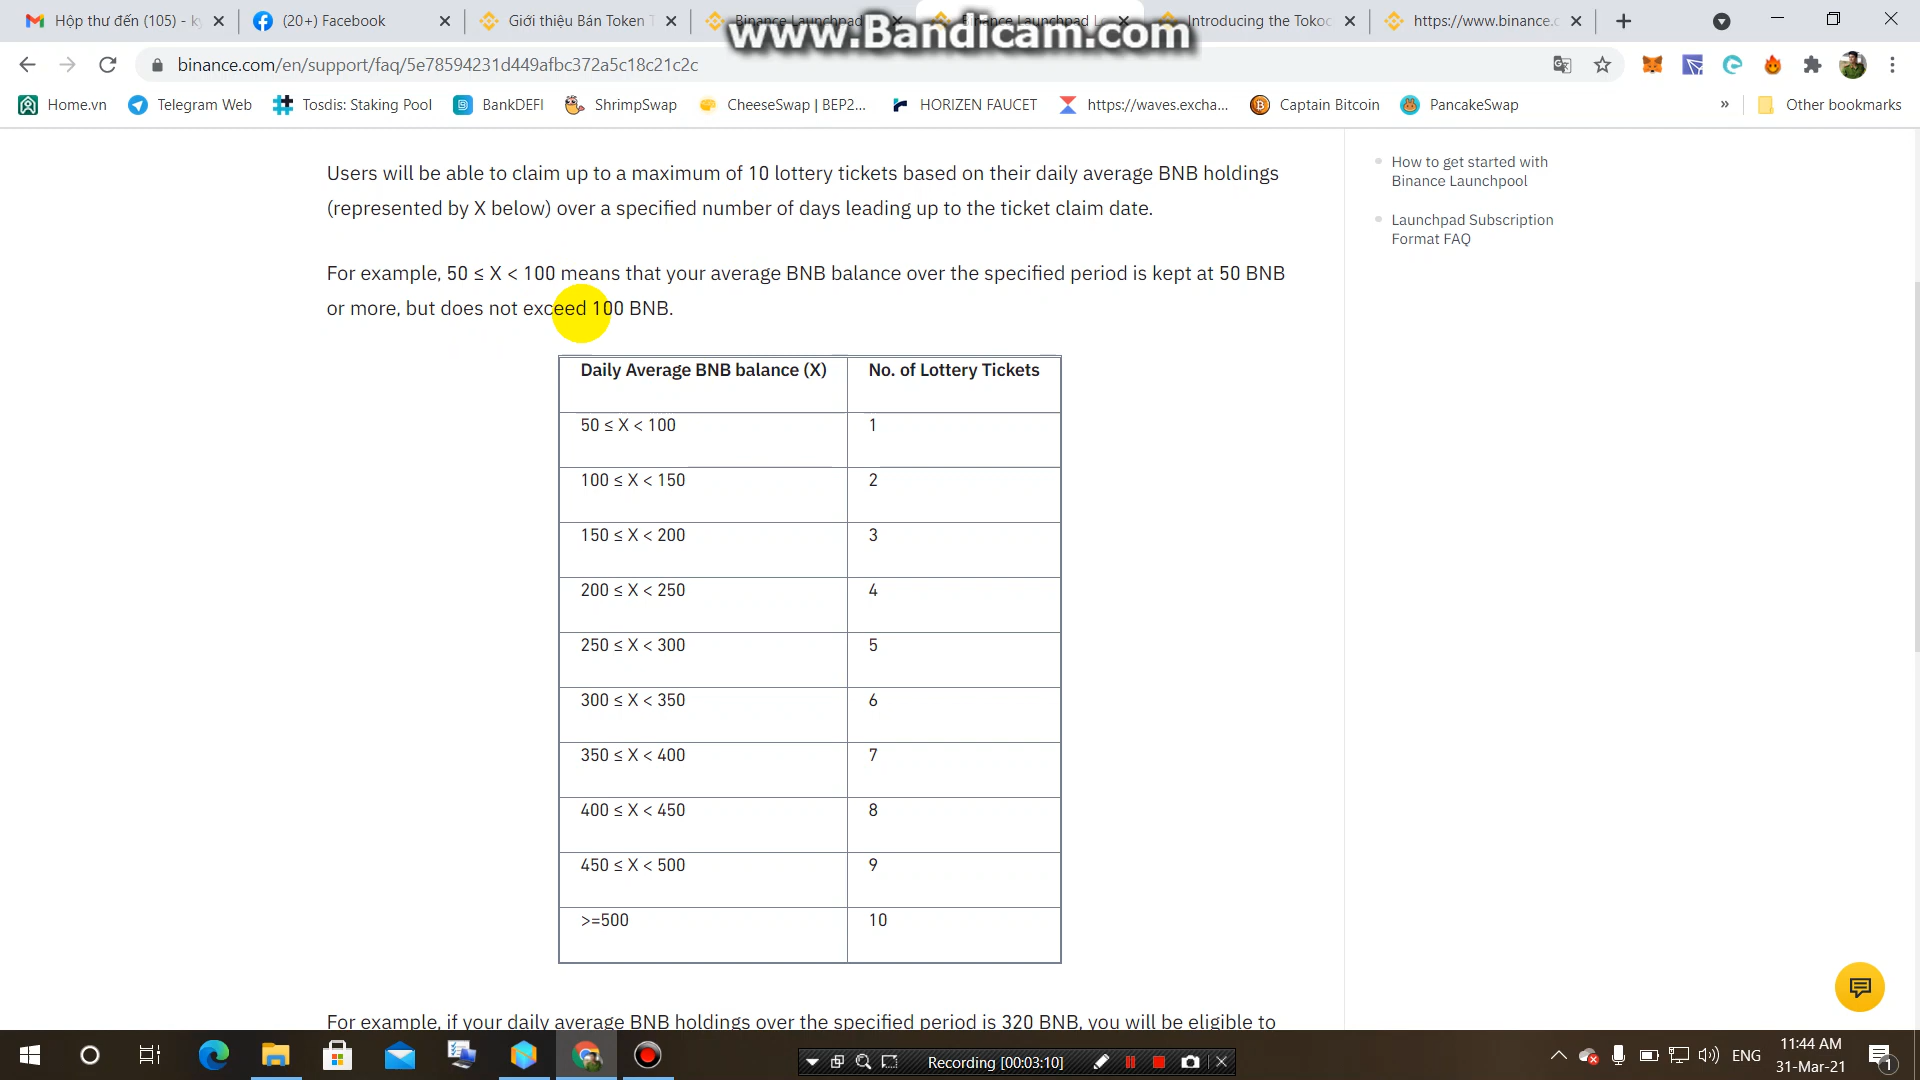 Hộp thư đến (105) - ky
(20+) Facebook
Giới thiệu Bán Token T
Binance Launchpad
Binance Launchpad L
Introducing the Tokoc
https://www.binance.c
www.Bandicam.com
binance.com/en/support/faq/5e78594231d449afbc372a5c18c21c2c
Home.vn
Telegram Web
Tosdis: Staking Pool
BankDEFI
ShrimpSwap
CheeseSwap | BEP2...
HORIZEN FAUCET
https://waves.excha...
Captain Bitcoin
PancakeSwap
»
Other bookmarks
Users will be able to claim up to a maximum of 10 lottery tickets based on their daily average BNB holdings
(represented by X below) over a specified number of days leading up to the ticket claim date.
For example, 50 ≤ X < 100 means that your average BNB balance over the specified period is kept at 50 BNB
or more, but does not exceed 100 BNB.
Daily Average BNB balance (X) No. of Lottery Tickets
50 ≤ X < 100 1
100 ≤ X < 150 2
150 ≤ X < 200 3
200 ≤ X < 250 4
250 ≤ X < 300 5
300 ≤ X < 350 6
350 ≤ X < 400 7
400 ≤ X < 450 8
450 ≤ X < 500 9
>=500 10
For example, if your daily average BNB holdings over the specified period is 320 BNB, you will be eligible to
How to get started with
Binance Launchpool
Launchpad Subscription
Format FAQ
Recording [00:03:10]
ENG
11:44 AM
31-Mar-21
1